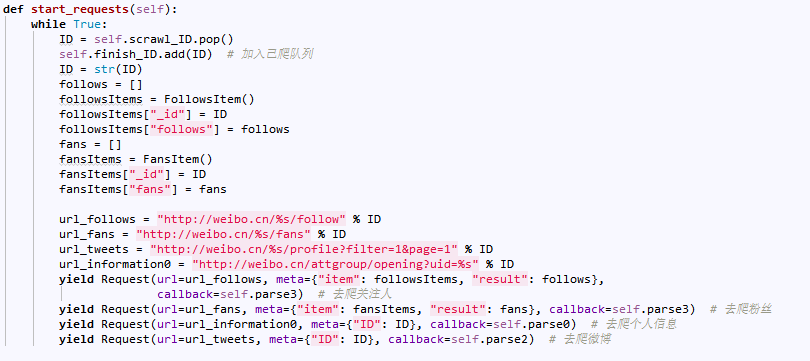 def start_requests(self):
    while True:
        ID = self.scrawl_ID.pop()
        self.finish_ID.add(ID)  # 加入已爬队列
        ID = str(ID)
        follows = []
        followsItems = FollowsItem()
        followsItems["_id"] = ID
        followsItems["follows"] = follows
        fans = []
        fansItems = FansItem()
        fansItems["_id"] = ID
        fansItems["fans"] = fans

        url_follows = "http://weibo.cn/%s/follow" % ID
        url_fans = "http://weibo.cn/%s/fans" % ID
        url_tweets = "http://weibo.cn/%s/profile?filter=1&page=1" % ID
        url_information0 = "http://weibo.cn/attgroup/opening?uid=%s" % ID
        yield Request(url=url_follows, meta={"item": followsItems, "result": follows},
                      callback=self.parse3)  # 去爬关注人
        yield Request(url=url_fans, meta={"item": fansItems, "result": fans}, callback=self.parse3)  # 去爬粉丝
        yield Request(url=url_information0, meta={"ID": ID}, callback=self.parse0)  # 去爬个人信息
        yield Request(url=url_tweets, meta={"ID": ID}, callback=self.parse2)  # 去爬微博